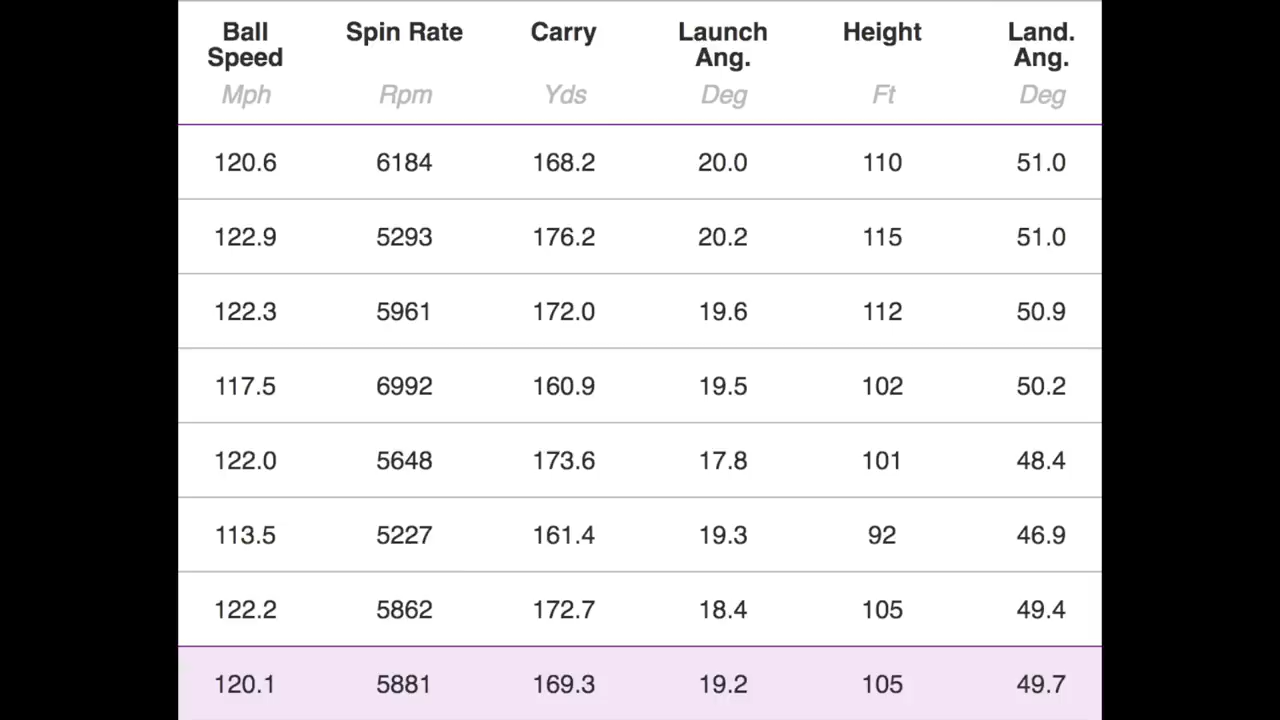 Ball Speed Spin Rate Carry Launch Ang. Height Land. Ang.
Mph Rpm Yds Deg Ft Deg
120.6 6184 168.2 20.0 110 51.0
122.9 5293 176.2 20.2 115 51.0
122.3 5961 172.0 19.6 112 50.9
117.5 6992 160.9 19.5 102 50.2
122.0 5648 173.6 17.8 101 48.4
113.5 5227 161.4 19.3 92 46.9
122.2 5862 172.7 18.4 105 49.4
120.1 5881 169.3 19.2 105 49.7